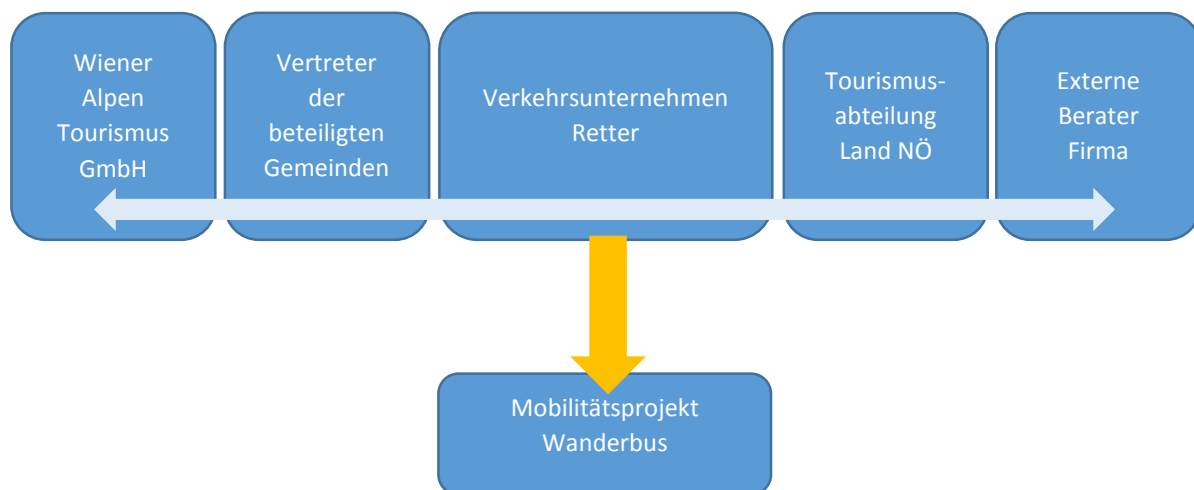 Wiener
Alpen
Tourismus
GmbH
Vertreter
der
beteiligten
Gemeinden
Verkehrsunternehmen
Retter
Tourismus-
abteilung
Land NÖ
Externe
Berater
Firma
Mobilitätsprojekt
Wanderbus